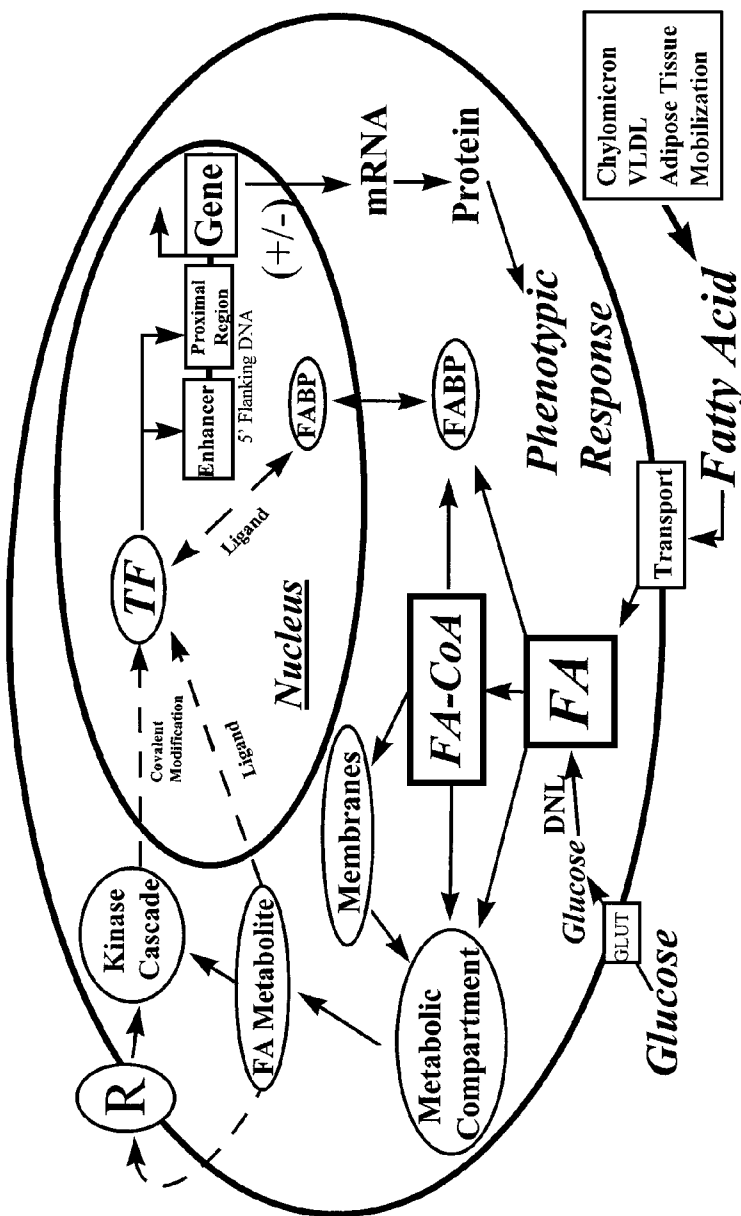 R
Kinase
Cascade
Covalent
Modification
TF
Enhancer
Proximal
Region
Gene
5' Flanking DNA
(+/-)
Ligand
FABP
Nucleus
Ligand
FA Metabolite
mRNA
Protein
Membranes
FA-CoA
FABP
Phenotypic
Response
Metabolic
Compartment
FA
DNL
Glucose
GLUT
Glucose
Transport
Fatty Acid
Chylomicron
VLDL
Adipose Tissue
Mobilization